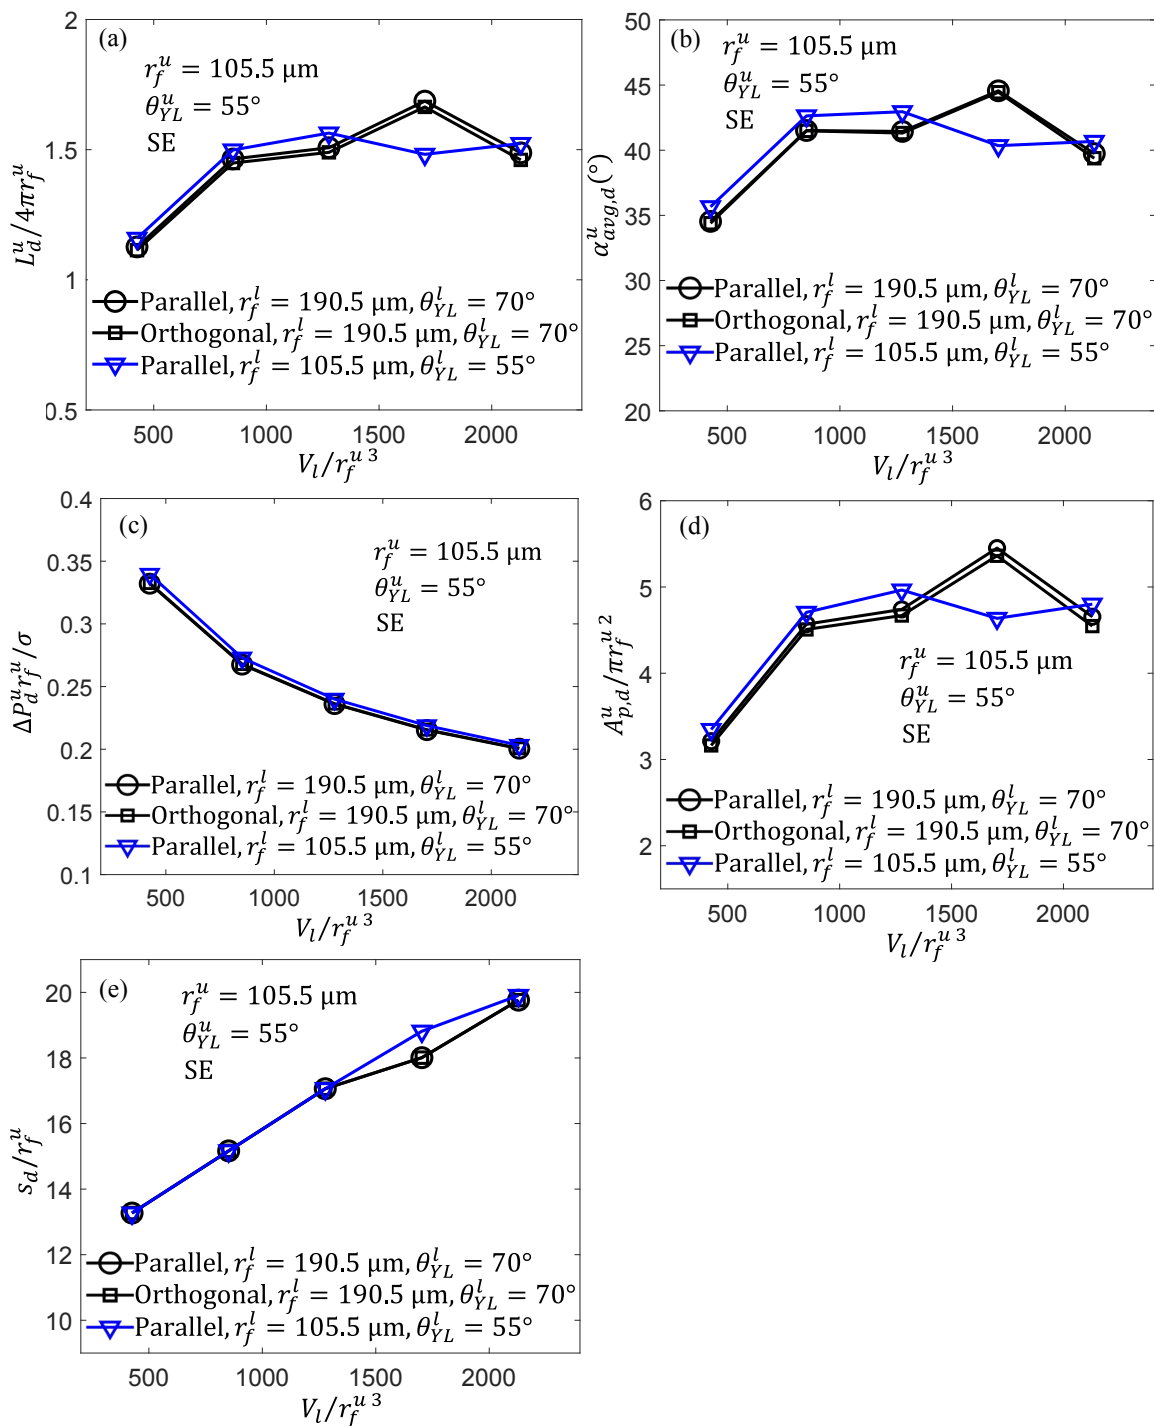 (a)
r_f^u = 105.5 μm
θ_YL^u = 55°
SE
2
1.5
1
0.5
L_d^u/4πr_f^u
Parallel, r_f^l = 190.5 μm, θ_YL^l = 70°
Orthogonal, r_f^l = 190.5 μm, θ_YL^l = 70°
Parallel, r_f^l = 105.5 μm, θ_YL^l = 55°
500 1000 1500 2000
V_l/r_f^u 3
(b)
r_f^u = 105.5 μm
θ_YL^u = 55°
SE
50
45
40
35
30
25
20
α_avg,d^u(°)
Parallel, r_f^l = 190.5 μm, θ_YL^l = 70°
Orthogonal, r_f^l = 190.5 μm, θ_YL^l = 70°
Parallel, r_f^l = 105.5 μm, θ_YL^l = 55°
500 1000 1500 2000
V_l/r_f^u 3
(c)
r_f^u = 105.5 μm
θ_YL^u = 55°
SE
0.4
0.35
0.3
0.25
0.2
0.15
0.1
ΔP_d^u r_f^u/σ
Parallel, r_f^l = 190.5 μm, θ_YL^l = 70°
Orthogonal, r_f^l = 190.5 μm, θ_YL^l = 70°
Parallel, r_f^l = 105.5 μm, θ_YL^l = 55°
500 1000 1500 2000
V_l/r_f^u 3
(d)
6
5
4
3
2
A_p,d^u/πr_f^u 2
r_f^u = 105.5 μm
θ_YL^u = 55°
SE
Parallel, r_f^l = 190.5 μm, θ_YL^l = 70°
Orthogonal, r_f^l = 190.5 μm, θ_YL^l = 70°
Parallel, r_f^l = 105.5 μm, θ_YL^l = 55°
500 1000 1500 2000
V_l/r_f^u 3
(e)
r_f^u = 105.5 μm
θ_YL^u = 55°
SE
20
18
16
14
12
10
s_d/r_f^u
Parallel, r_f^l = 190.5 μm, θ_YL^l = 70°
Orthogonal, r_f^l = 190.5 μm, θ_YL^l = 70°
Parallel, r_f^l = 105.5 μm, θ_YL^l = 55°
500 1000 1500 2000
V_l/r_f^u 3